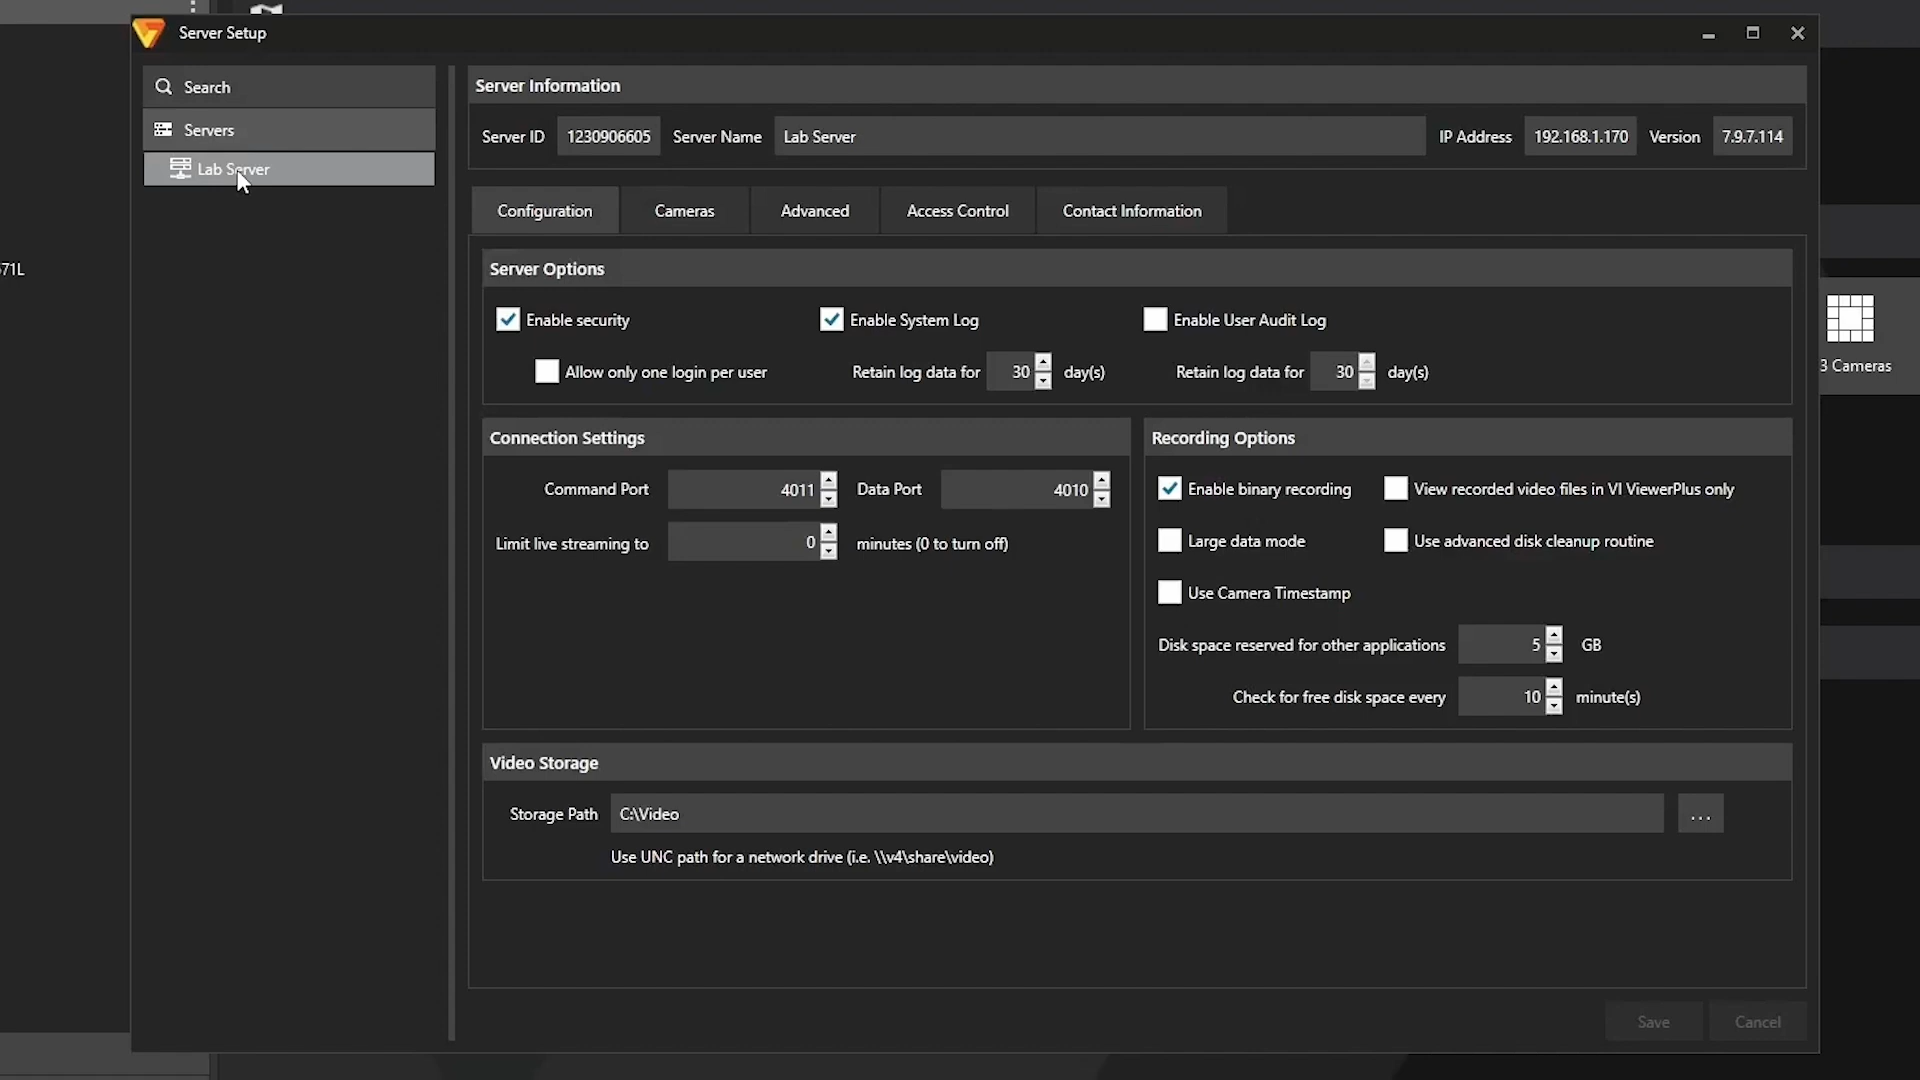 Server Setup
Search
Servers
Lab Server
Server Information
Server ID 1230906605 Server Name Lab Server IP Address 192.168.1.170 Version 7.9.7.114
Configuration Cameras Advanced Access Control Contact Information
Server Options
Enable security Enable System Log Enable User Audit Log
Allow only one login per user Retain log data for 30 day(s) Retain log data for 30 day(s)
Connection Settings
Command Port 4011 Data Port 4010
Limit live streaming to 0 minutes (0 to turn off)
Recording Options
Enable binary recording View recorded video files in VI ViewerPlus only
Large data mode Use advanced disk cleanup routine
Use Camera Timestamp
Disk space reserved for other applications 5 GB
Check for free disk space every 10 minute(s)
Video Storage
Storage Path C:\Video ...
Use UNC path for a network drive (i.e. \\v4\share\video)
Save Cancel
71L
3 Cameras